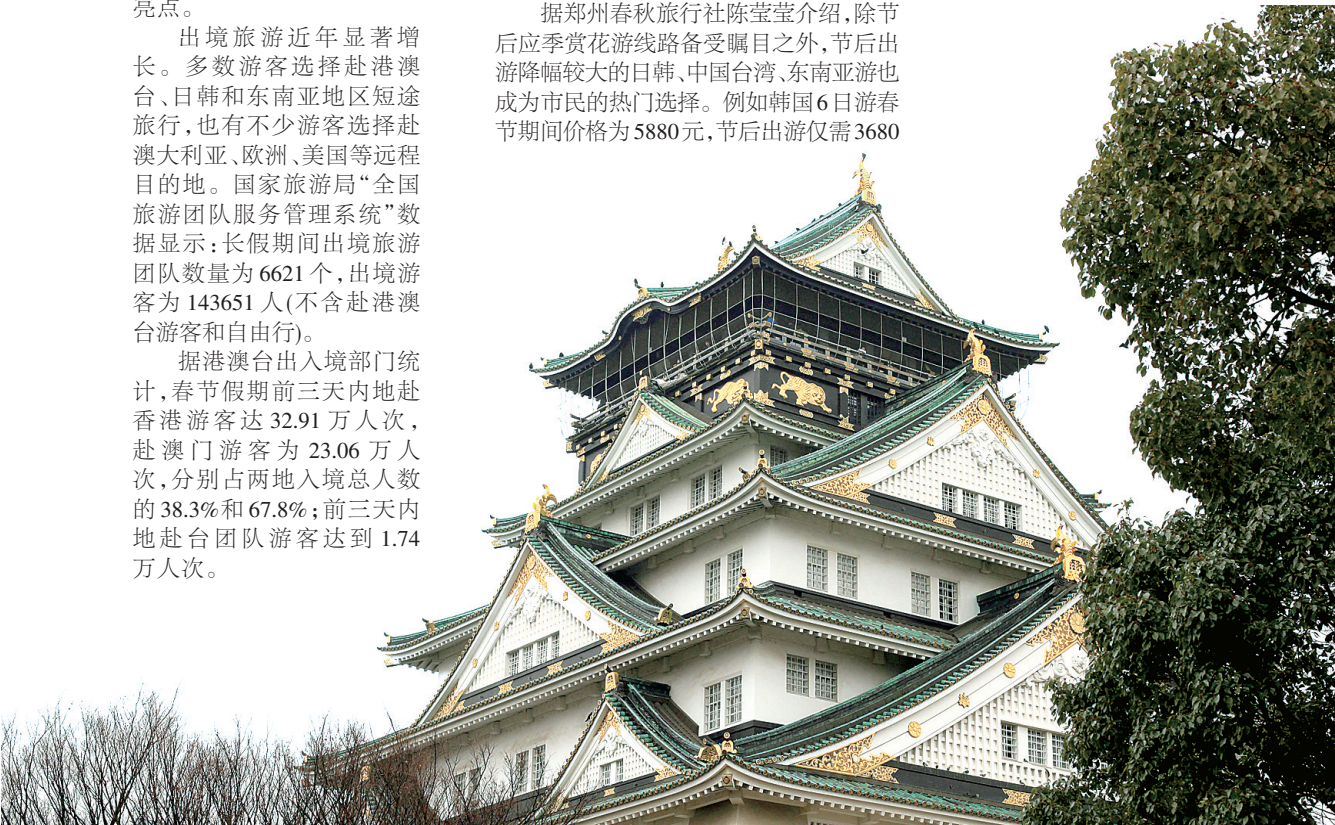 亮点。
出境旅游近年显著增
长。多数游客选择赴港澳
台、日韩和东南亚地区短途
旅行,也有不少游客选择赴
澳大利亚、欧洲、美国等远程
目的地。国家旅游局“全国
旅游团队服务管理系统”数
据显示:长假期间出境旅游
团队数量为6621个,出境游
客为143651人(不含赴港澳
台游客和自由行)。
据港澳台出入境部门统
计,春节假期前三天内地赴
香港游客达32.91万人次,
赴澳门游客为23.06万人
次,分别占两地入境总人数
的38.3%和67.8%;前三天内
地赴台团队游客达到1.74
万人次。
据郑州春秋旅行社陈莹莹介绍,除节
后应季赏花游线路备受瞩目之外,节后出
游降幅较大的日韩、中国台湾、东南亚游也
成为市民的热门选择。例如韩国6日游春
节期间价格为5880元,节后出游仅需3680